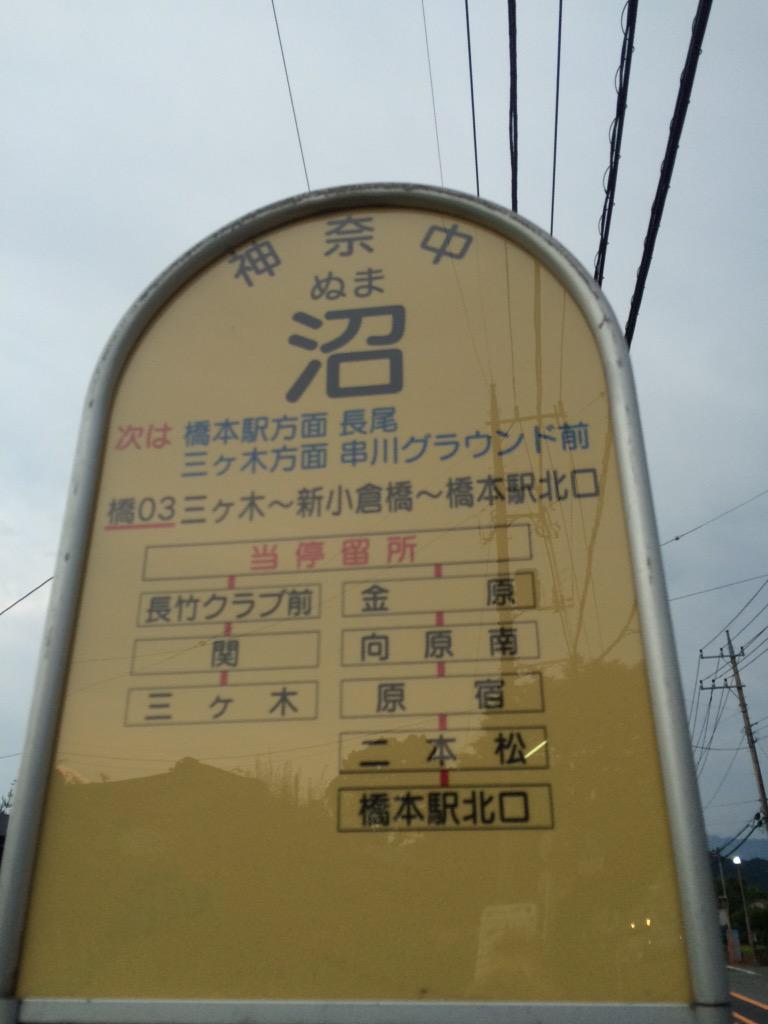 神奈中
ぬま
沼
次は 橋本駅方面 長尾
三ヶ木方面 串川グラウンド前
橋03 三ヶ木～新小倉橋～橋本駅北口
当停留所
長竹クラブ前 金原
関 向原南
三ヶ木 原宿
二本松
橋本駅北口